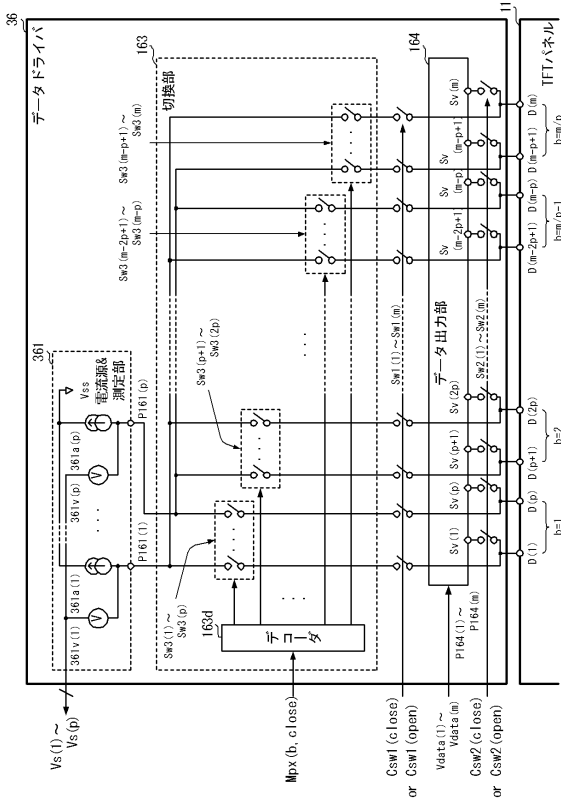 36
データドライバ
11
TFTパネル
361
電流源&
測定部
Vss
361v(1)
361a(1)
361v(p)
361a(p)
V
V
. . .
P161(1)
P161(p)
Vs(1)～
Vs(p)
163
切換部
Sw3(1)～
Sw3(p)
Sw3(p+1)～
Sw3(2p)
Sw3(m-2p+1)～
Sw3(m-p)
Sw3(m-p+1)～
Sw3(m)
163d
デコーダ
Mpx(b, close)
Csw1(close)
or Csw1(open)
Sw1(1)～Sw1(m)
164
データ出力部
Vdata(1)～
Vdata(m)
P164(1)～
P164(m)
Sv(1)
Sv(p)
Sv(p+1)
Sv(2p)
Sv
(m-2p+1)
Sv
(m-p)
Sv
(m-p+1)
Sv(m)
Csw2(close)
or Csw2(open)
Sw2(1)～Sw2(m)
D(1)
D(p)
D(p+1)
D(2p)
D(m-2p+1)
D(m-p)
D(m-p+1)
D(m)
b=1
b=2
b=m/p-1
b=m/p